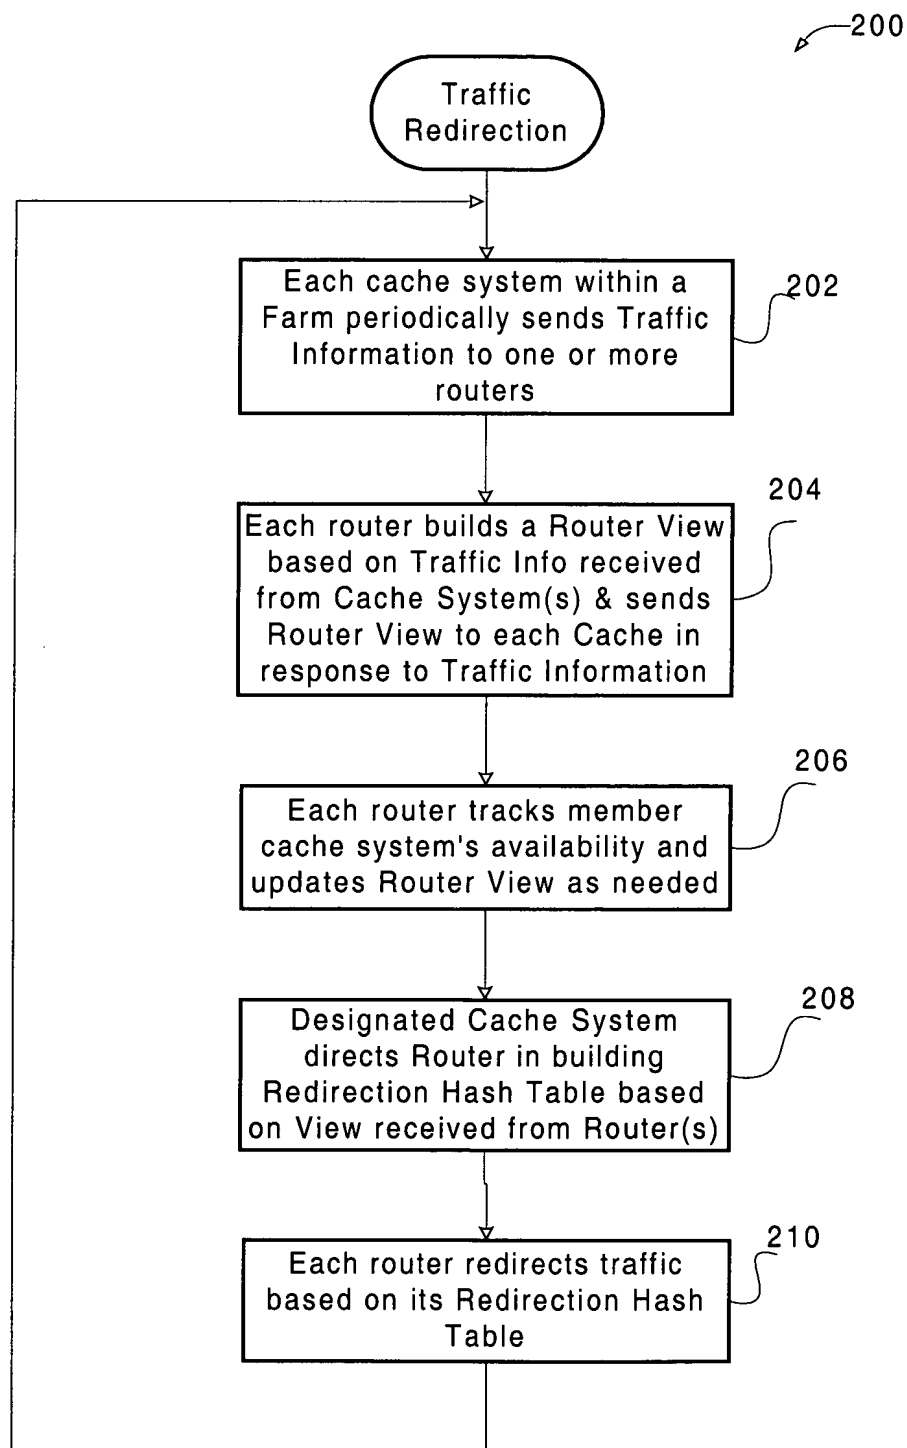 200
Traffic
Redirection
Each cache system within a
Farm periodically sends Traffic
Information to one or more
routers
202
Each router builds a Router View
based on Traffic Info received
from Cache System(s) & sends
Router View to each Cache in
response to Traffic Information
204
Each router tracks member
cache system's availability and
updates Router View as needed
206
Designated Cache System
directs Router in building
Redirection Hash Table based
on View received from Router(s)
208
Each router redirects traffic
based on its Redirection Hash
Table
210